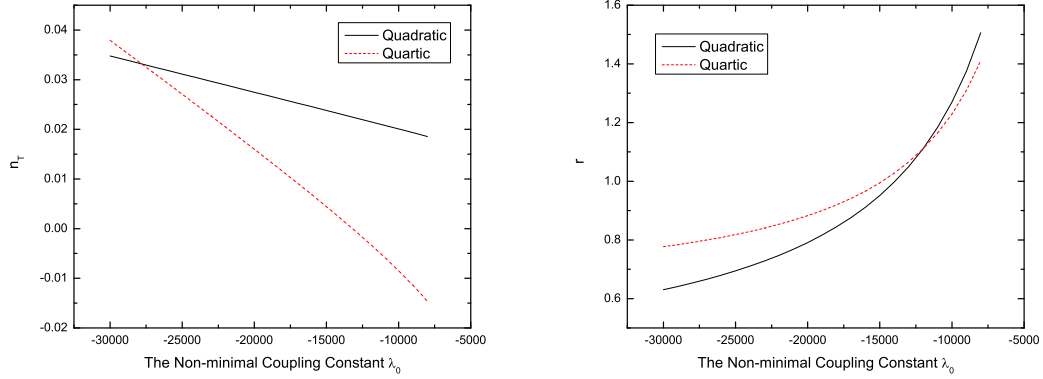 0.04
0.03
0.02
0.01
0.00
-0.01
-0.02
n_T
Quadratic
Quartic
-30000 -25000 -20000 -15000 -10000 -5000
The Non-minimal Coupling Constant λ₀
1.6
1.4
1.2
1.0
0.8
0.6
r
Quadratic
Quartic
-30000 -25000 -20000 -15000 -10000 -5000
The Non-minimal Coupling Constant λ₀